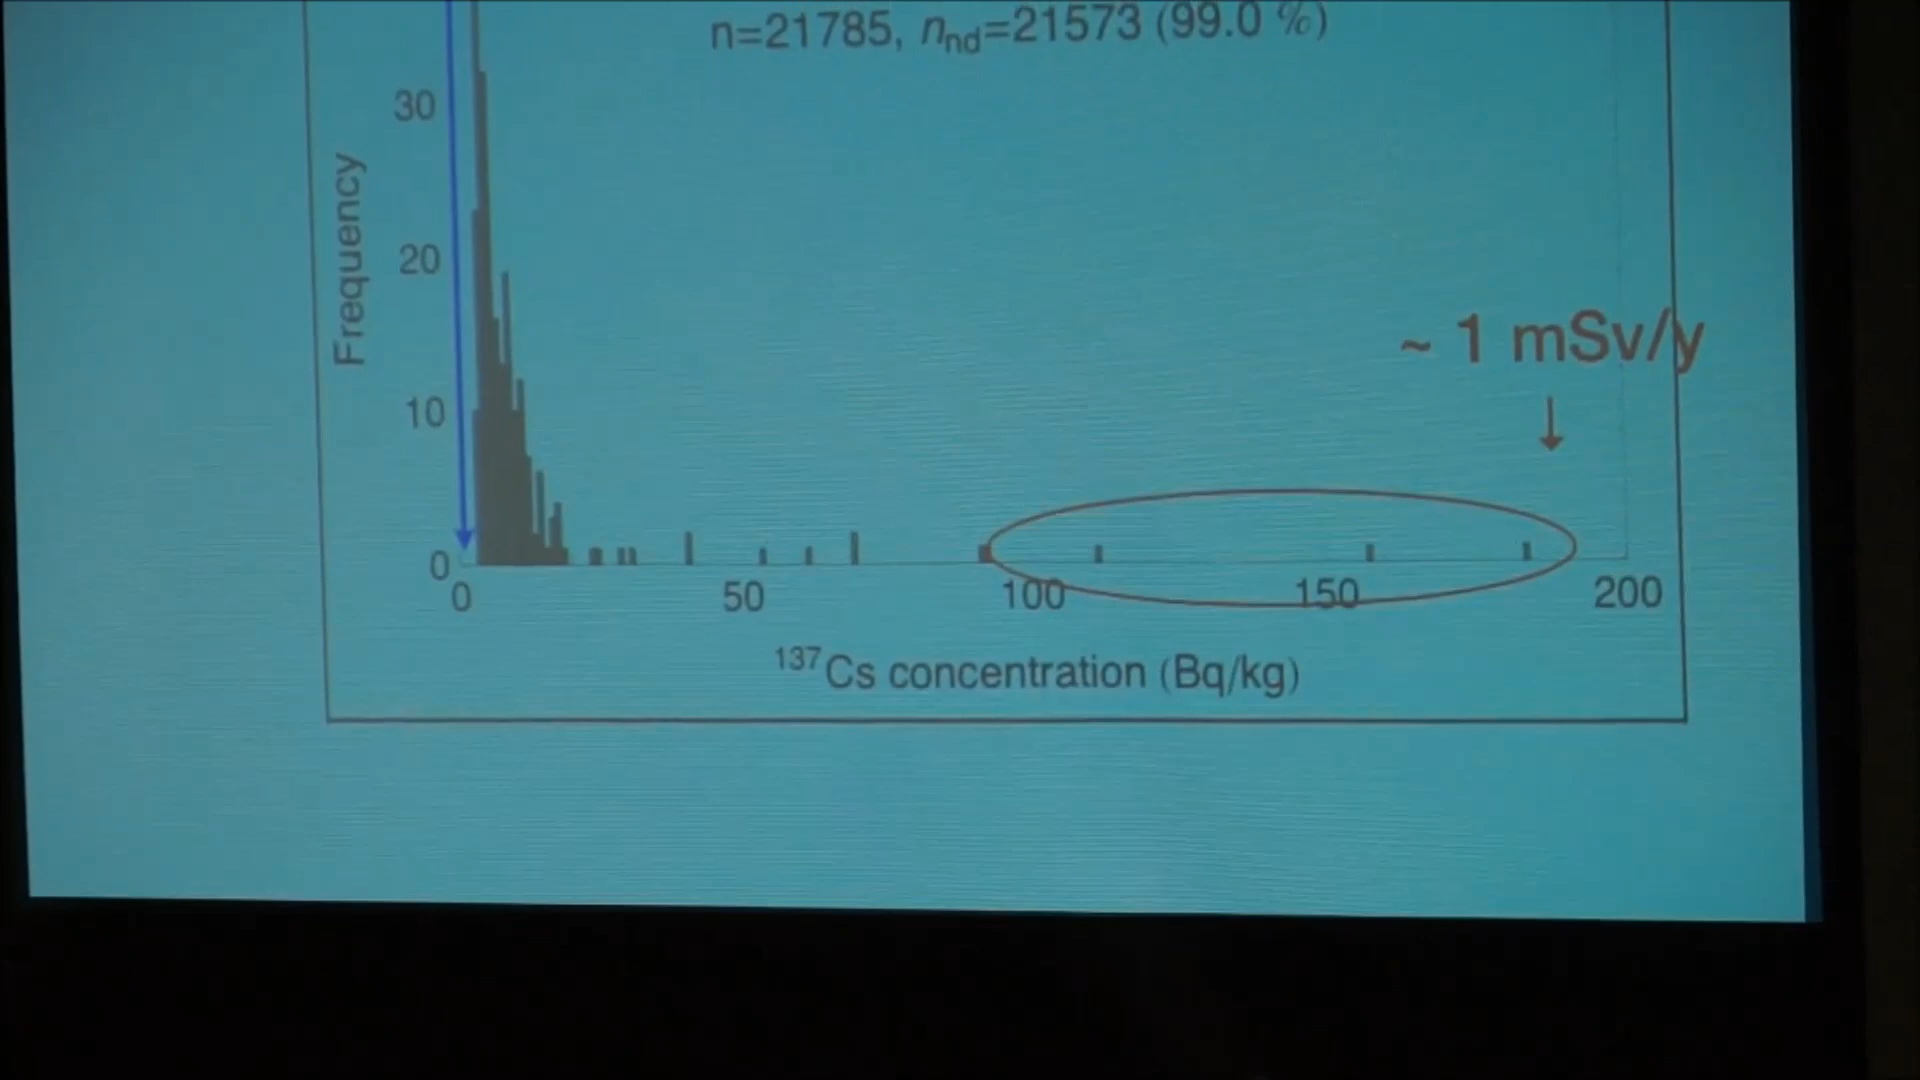 n=21785, nnd=21573 (99.0 %)
30
20
10
0
Frequency
~ 1 mSv/y
↓
0 50 100 150 200
137Cs concentration (Bq/kg)